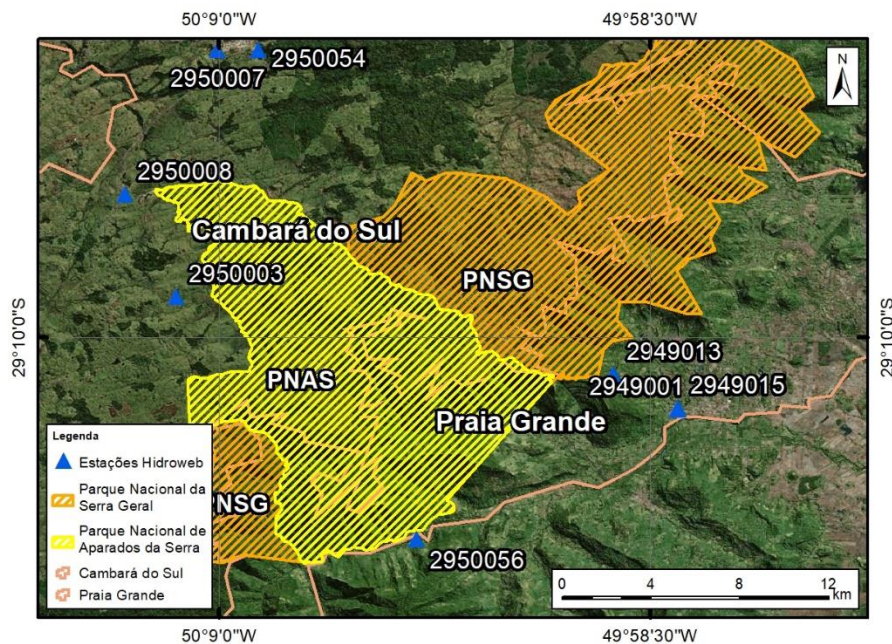 50°9'0"W 49°58'30"W
2950007 2950054
N
2950008
Cambará do Sul
2950003
PNSG
29°10'0"S 29°10'0"S
2949013
PNAS
2949001 2949015
Praia Grande
Legenda
Estações Hidroweb
Parque Nacional da
Serra Geral
Parque Nacional de
Aparados da Serra
Cambará do Sul
Praia Grande
PNSG
2950056
0 4 8 12
km
50°9'0"W 49°58'30"W